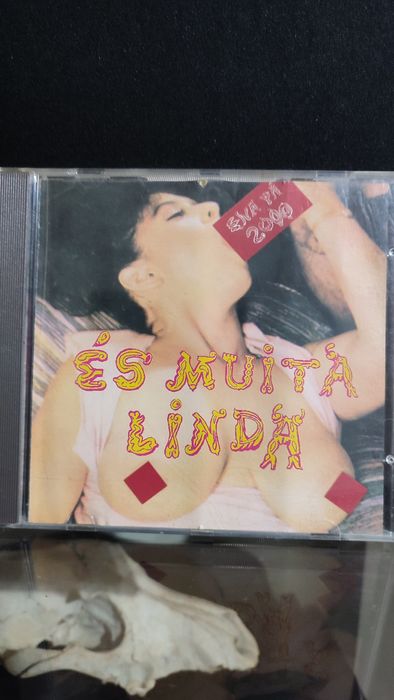 ENA PÁ
2000
ÉS MUITA
LINDA